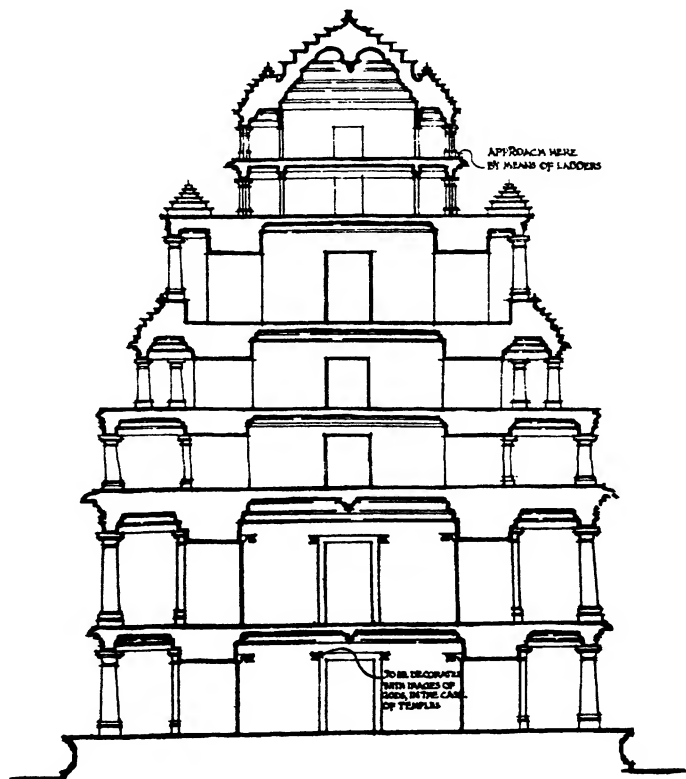 APPROACH HERE
BY MEANS OF LADDERS
TO BE DECORATED
WITH IMAGES OF
GODS, IN THE CASE
OF TEMPLES